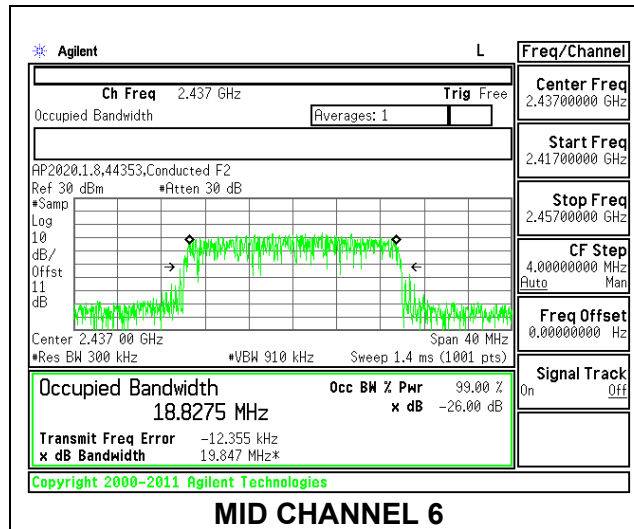 Agilent L Freq/Channel
Ch Freq 2.437 GHz Trig Free
Occupied Bandwidth Averages: 1
Center Freq
2.43700000 GHz
Start Freq
2.41700000 GHz
AP2020.1.8,44353,Conducted F2
Ref 30 dBm #Atten 30 dB
Stop Freq
2.45700000 GHz
#Samp
Log
10
dB/
Offst
11
dB
CF Step
4.00000000 MHz
Auto Man
Freq Offset
0.00000000 Hz
Center 2.437 00 GHz Span 40 MHz
#Res BW 300 kHz #VBW 910 kHz Sweep 1.4 ms (1001 pts)
Signal Track
On Off
Occupied Bandwidth Occ BW % Pwr 99.00 %
18.8275 MHz x dB -26.00 dB
Transmit Freq Error -12.355 kHz
x dB Bandwidth 19.847 MHz*
Copyright 2000-2011 Agilent Technologies
MID CHANNEL 6